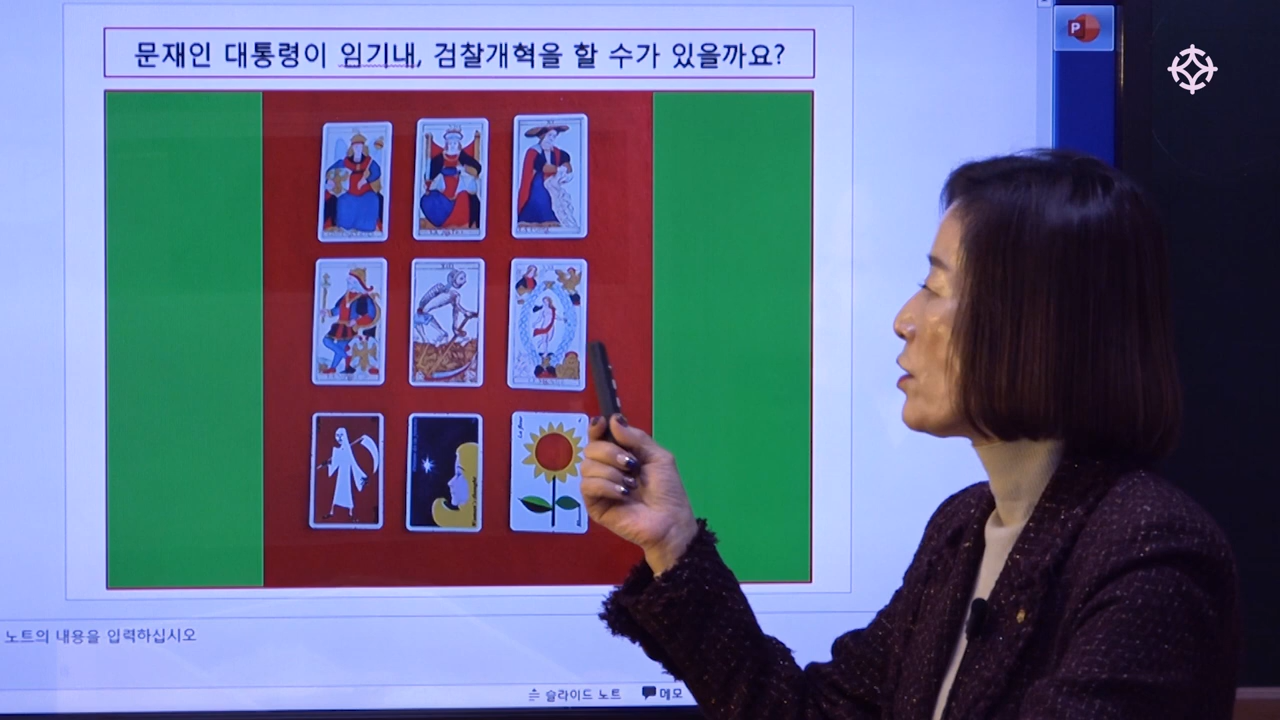 문재인 대통령이 임기내, 검찰개혁을 할 수가 있을까요?
노트의 내용을 입력하십시오
슬라이드 노트
메모
P